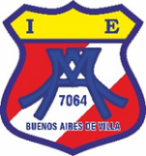 I E
7064
BUENOS AIRES DE VILLA